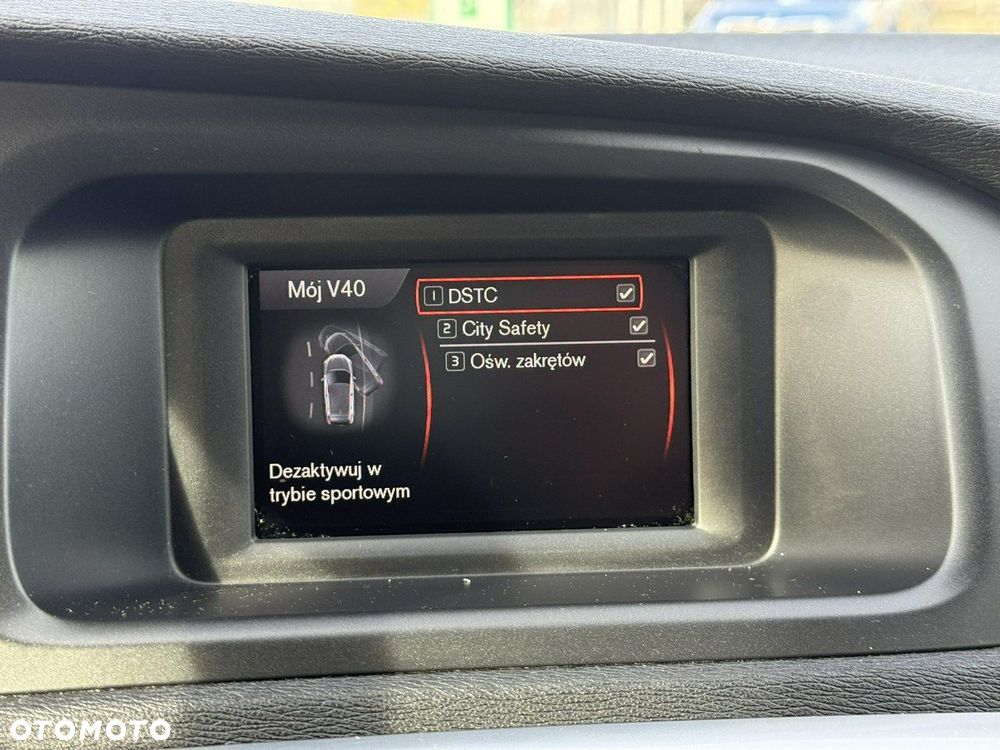 Mój V40
1 DSTC
2 City Safety
3 Ośw. zakrętów
Dezaktywuj w
trybie sportowym
OTOMOTO